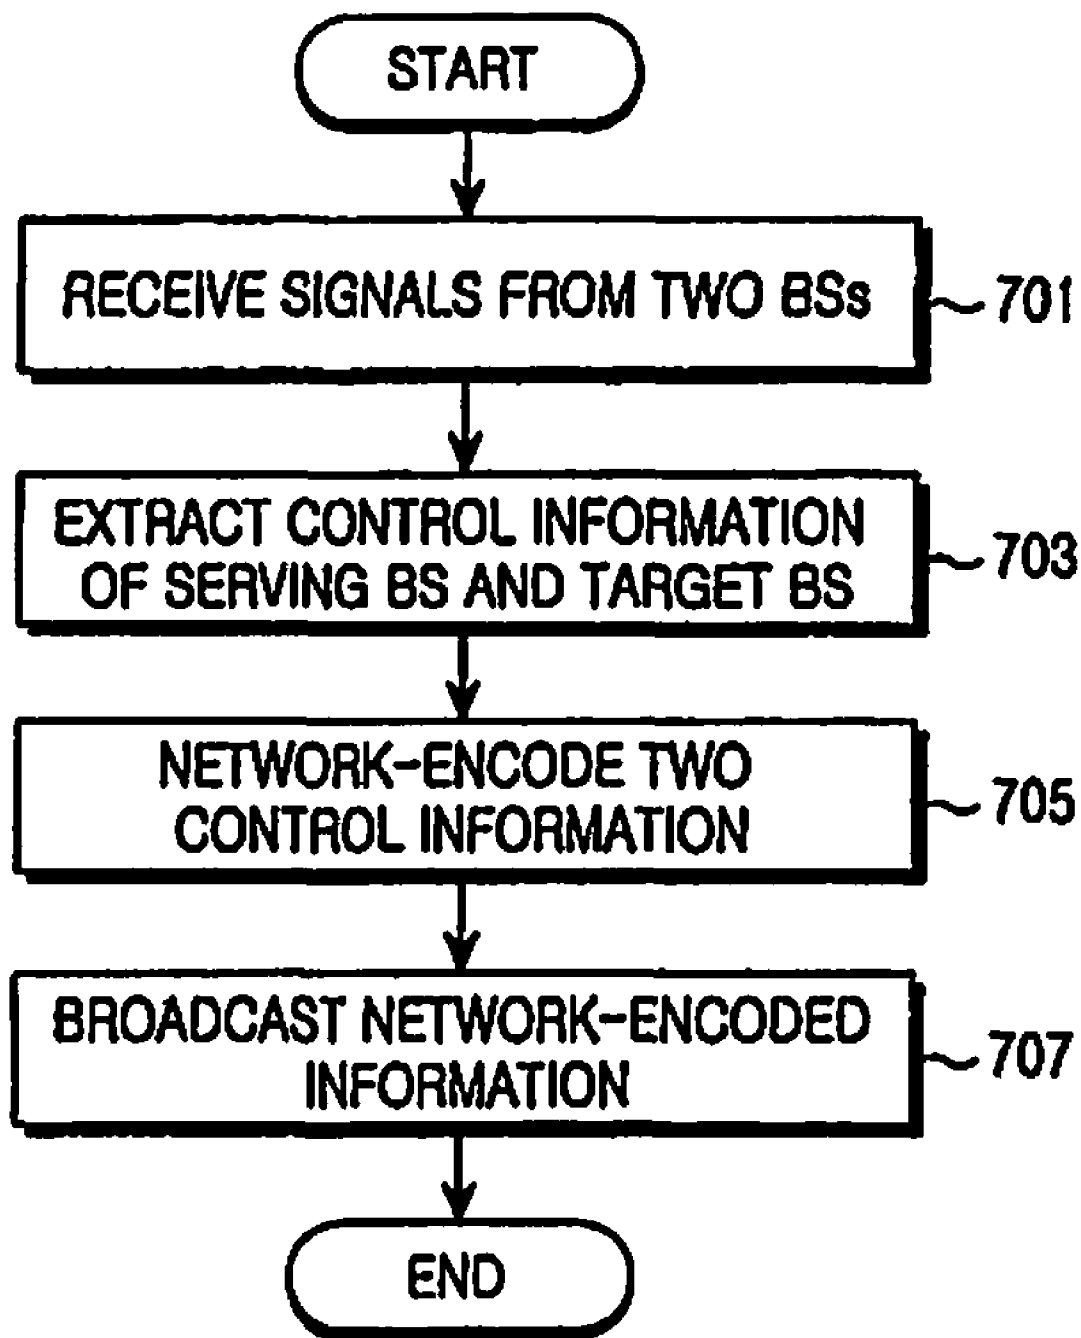 START
RECEIVE SIGNALS FROM TWO BSs
701
EXTRACT CONTROL INFORMATION
OF SERVING BS AND TARGET BS
703
NETWORK-ENCODE TWO
CONTROL INFORMATION
705
BROADCAST NETWORK-ENCODED
INFORMATION
707
END